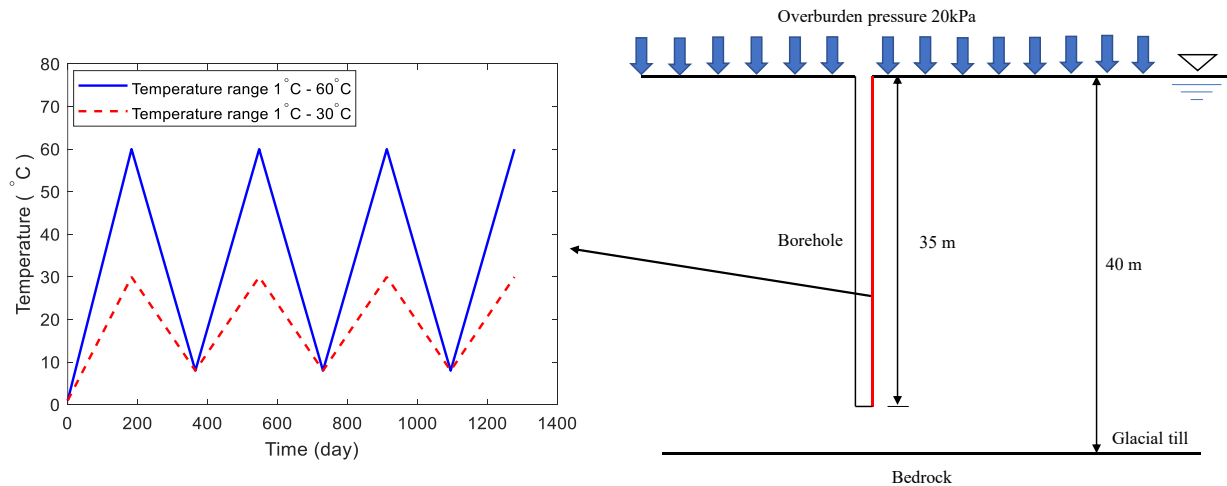 Overburden pressure 20kPa
80
70
60
50
40
30
20
10
0
Temperature ( °C )
Temperature range 1°C - 60°C
Temperature range 1°C - 30°C
0 200 400 600 800 1000 1200 1400
Time (day)
Borehole
35 m
40 m
Glacial till
Bedrock